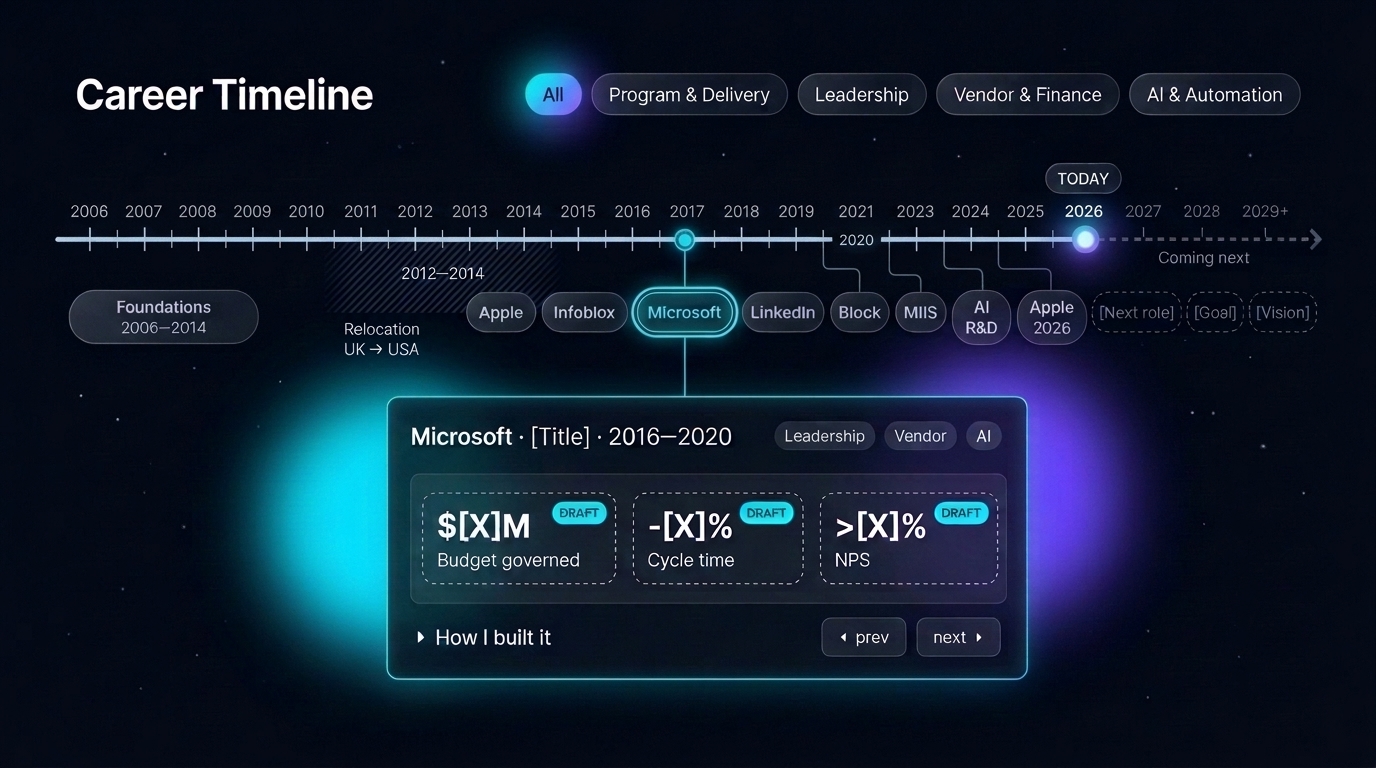 Career Timeline
All
Program & Delivery
Leadership
Vendor & Finance
AI & Automation
TODAY
2006 2007 2008 2009 2010 2011 2012 2013 2014 2015 2016 2017 2018 2019 2021 2023 2024 2025 2026 2027 2028 2029+
2020
Coming next
2012—2014
Foundations
2006—2014
Relocation
UK → USA
Apple
Infoblox
Microsoft
LinkedIn
Block
MIIS
AI
R&D
Apple
2026
[Next role]
[Goal]
[Vision]
Microsoft · [Title] · 2016—2020
Leadership
Vendor
AI
$[X]M
DRAFT
Budget governed
-[X]%
DRAFT
Cycle time
>[X]%
DRAFT
NPS
How I built it
prev
next